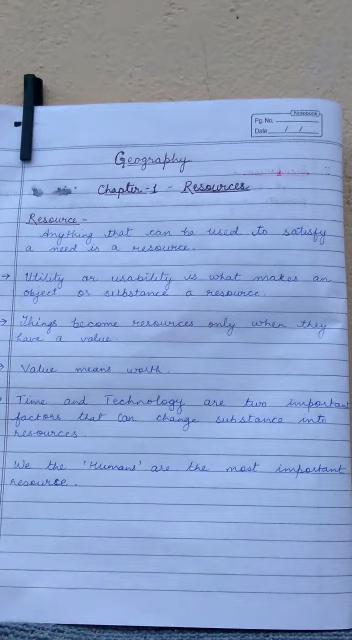 Notebook
Pg. No.
Date / /
Geography
Chapter-1 - Resources
Resource -
Anything that can be used to satisfy
a need is a resource.
→ Utility or usability is what makes an
object or substance a resource.
→ Things become resources only when they
have a value.
→ Value means worth.
Time and Technology are two important
factors that can change substance into
resources.
We the 'Humans' are the most important
resource.